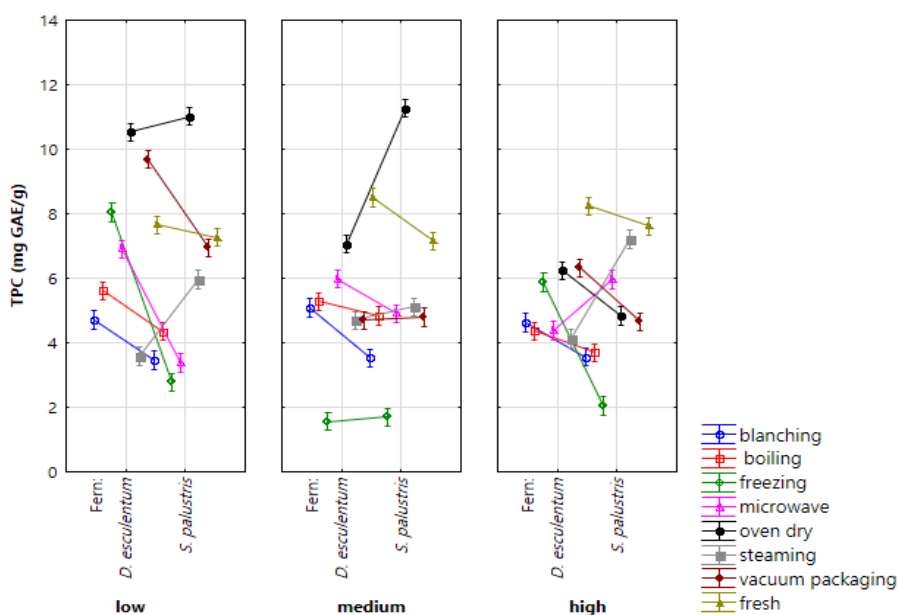 TPC (mg GAE/g)
14
12
10
8
6
4
2
0
Fern:
D. esculentum
S. palustris
low
Fern:
D. esculentum
S. palustris
medium
Fern:
D. esculentum
S. palustris
high
blanching
boiling
freezing
microwave
oven dry
steaming
vacuum packaging
fresh